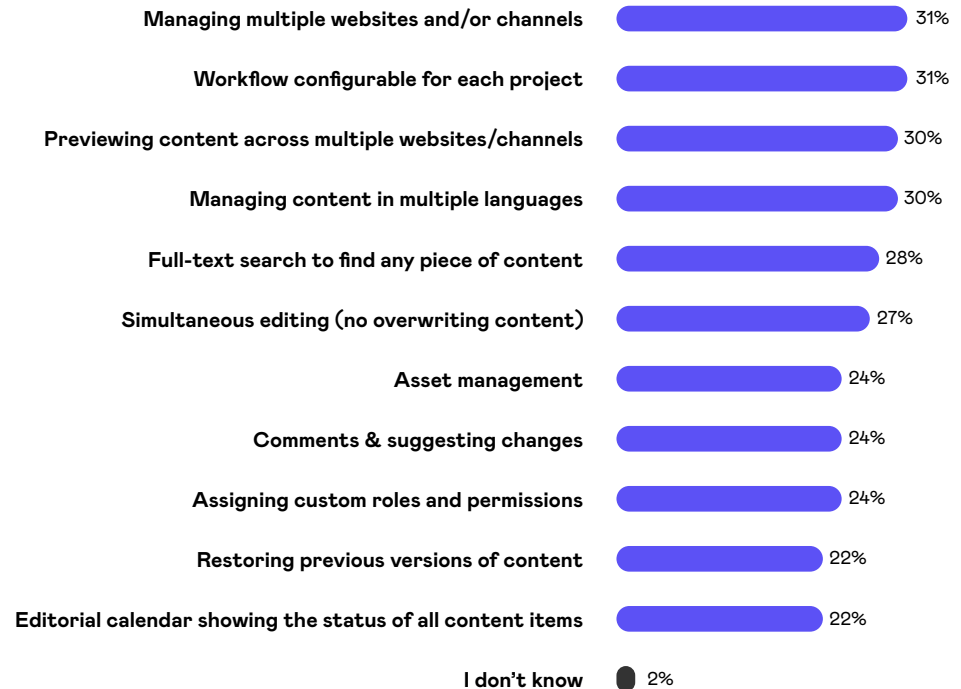 Managing multiple websites and/or channels 31%
Workflow configurable for each project 31%
Previewing content across multiple websites/channels 30%
Managing content in multiple languages 30%
Full-text search to find any piece of content 28%
Simultaneous editing (no overwriting content) 27%
Asset management 24%
Comments & suggesting changes 24%
Assigning custom roles and permissions 24%
Restoring previous versions of content 22%
Editorial calendar showing the status of all content items 22%
I don’t know 2%